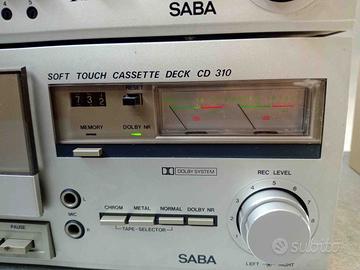 SABA
SOFT TOUCH CASSETTE DECK CD 310
732
RESET
MEMORY
DOLBY NR
DOLBY SYSTEM
REC LEVEL
L
MIC
R
CHROM METAL NORMAL DOLBY NR
TAPE-SELECTOR
PAUSE
LEFT
RIGHT
SABA
subito